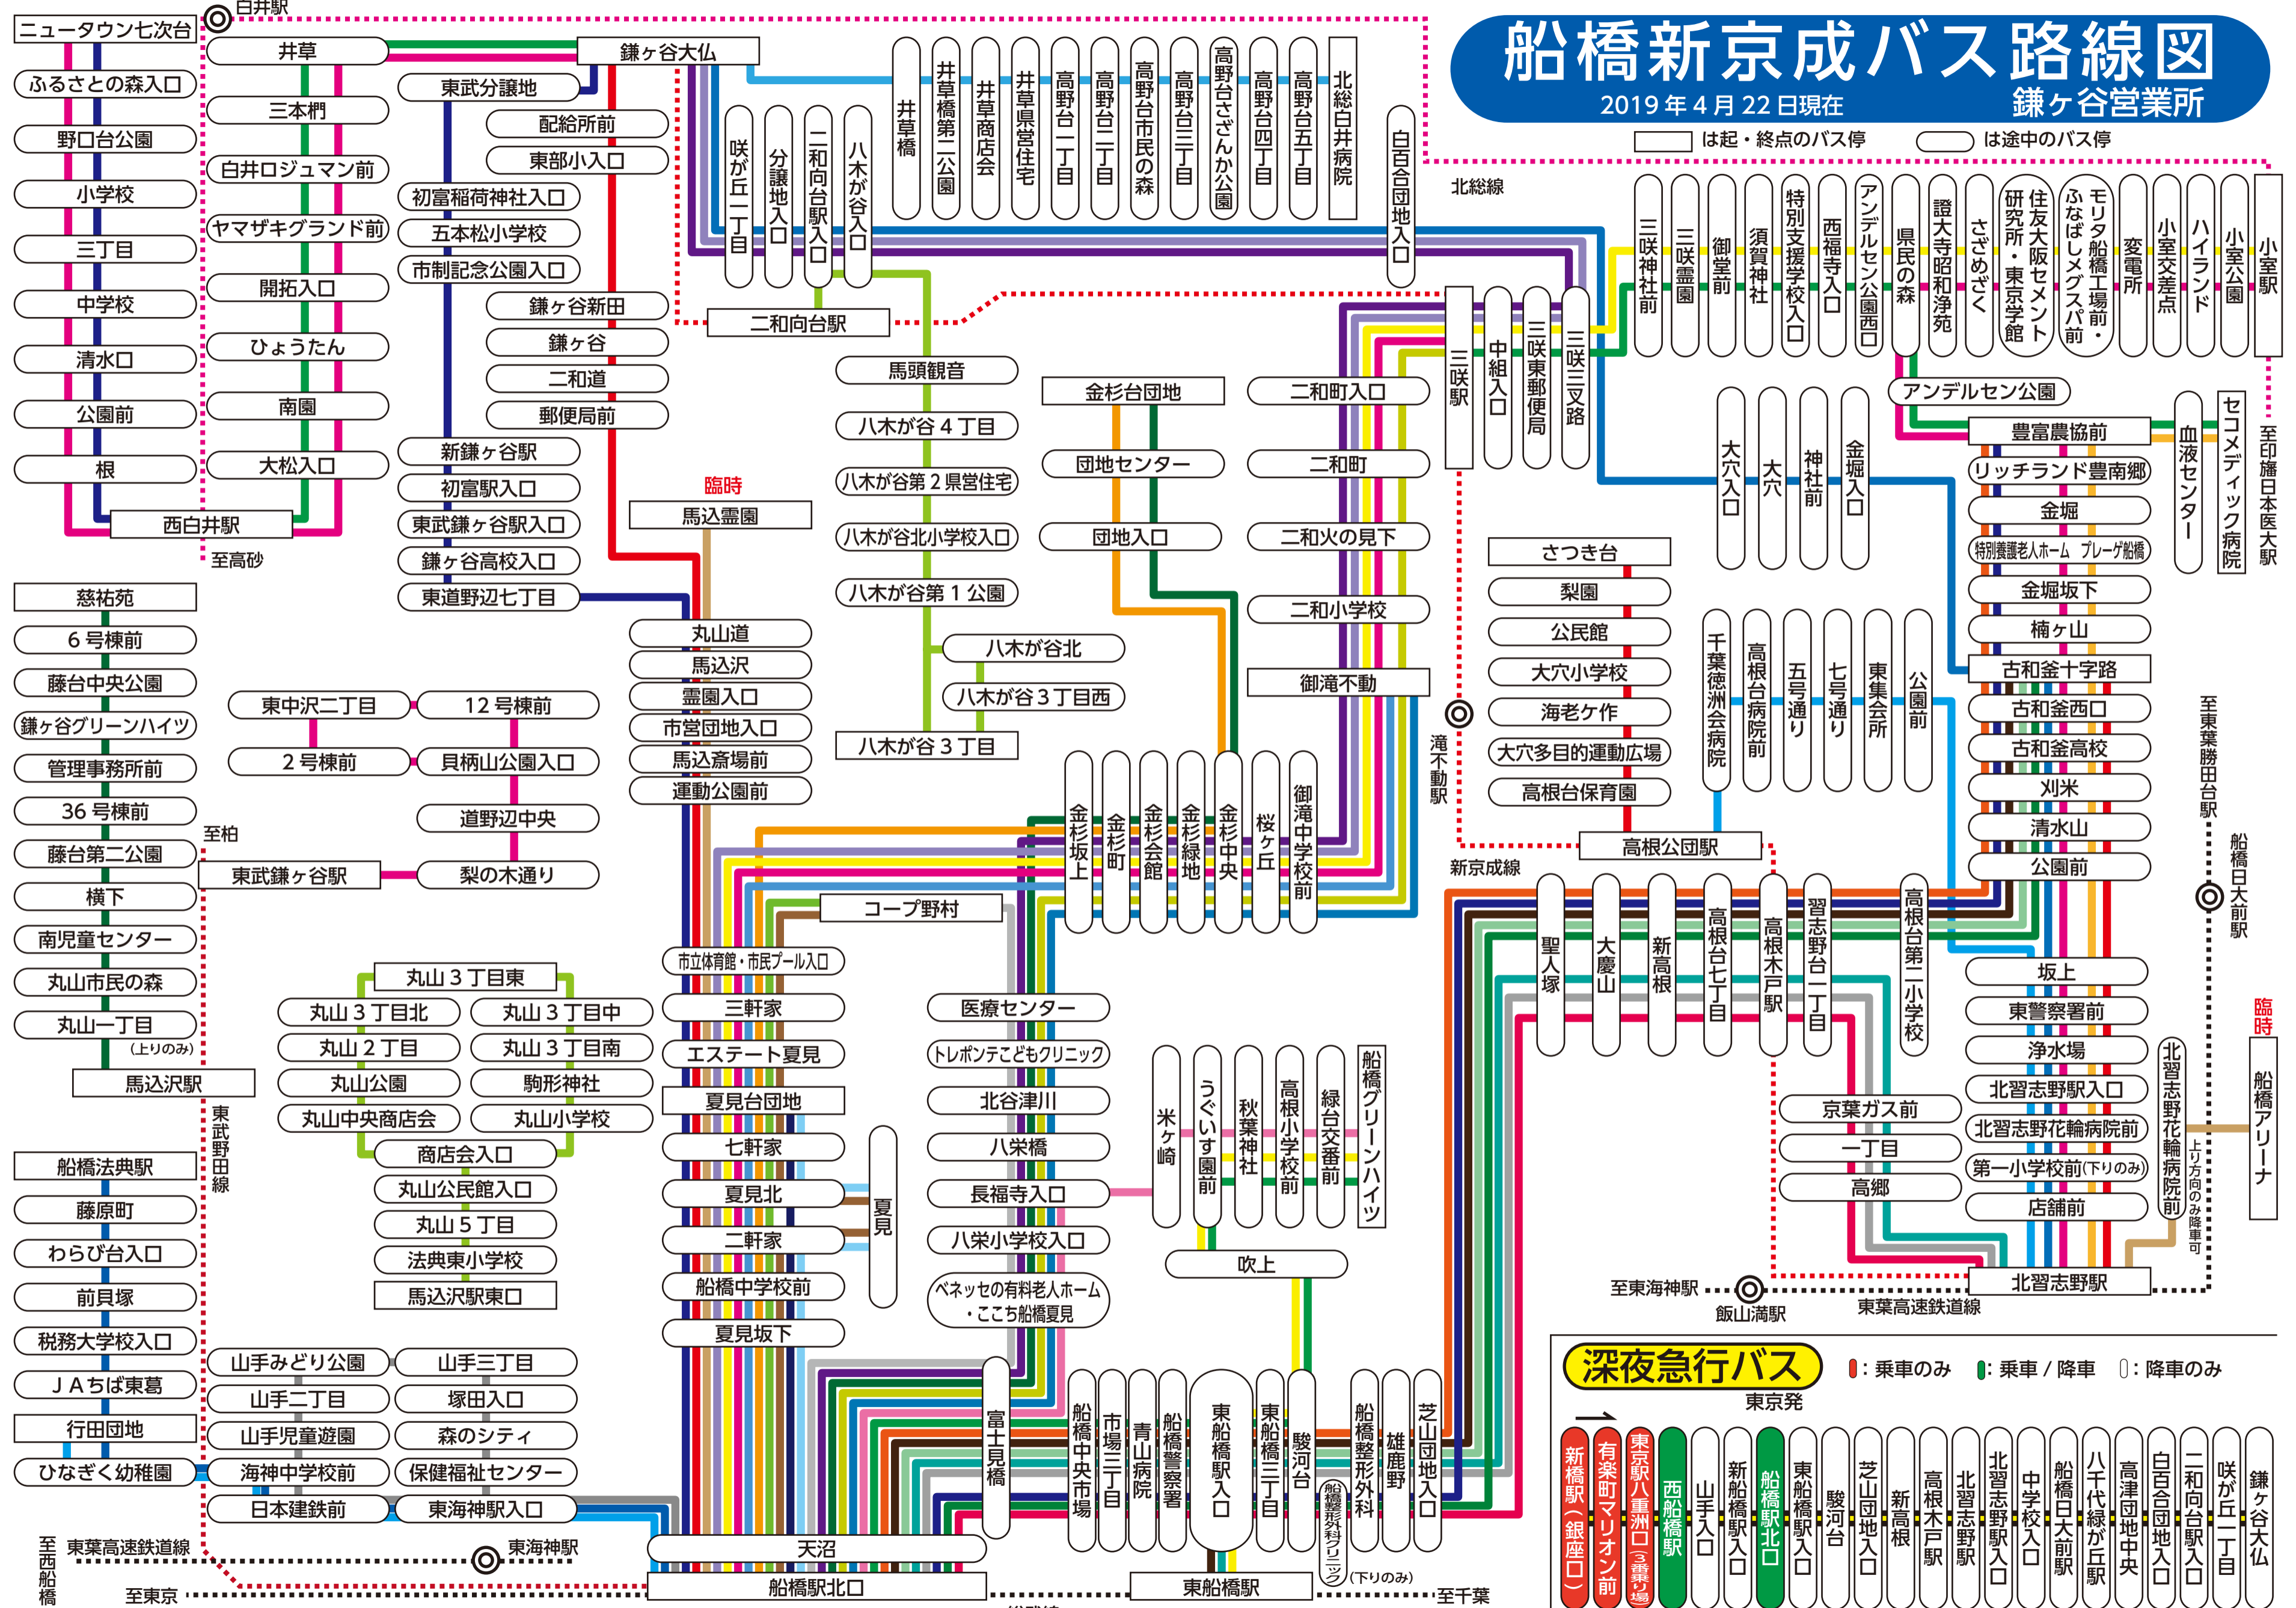 船橋新京成バス路線図
2019年4月22日現在
鎌ヶ谷営業所
は起・終点のバス停
は途中のバス停
白井駅
ニュータウン七次台
ふるさとの森入口
野口台公園
小学校
三丁目
中学校
清水口
公園前
根
西白井駅
至高砂
井草
三本椚
白井ロジュマン前
ヤマザキグランド前
開拓入口
ひょうたん
南園
大松入口
鎌ヶ谷大仏
東武分譲地
配給所前
東部小入口
初富稲荷神社入口
五本松小学校
市制記念公園入口
鎌ヶ谷新田
鎌ヶ谷
二和道
郵便局前
新鎌ヶ谷駅
初富駅入口
東武鎌ヶ谷駅入口
鎌ヶ谷高校入口
東道野辺七丁目
咲が丘一丁目
分譲地入口
二和向台駅入口
八木が谷入口
二和向台駅
井草橋
井草橋第二公園
井草商店会
井草県営住宅
高野台一丁目
高野台二丁目
高野台市民の森
高野台三丁目
高野台さざんか公園
高野台四丁目
高野台五丁目
北総白井病院
白百合団地入口
北総線
三咲神社前
三咲霊園
御堂前
須賀神社
特別支援学校入口
西福寺入口
アンデルセン公園西口
県民の森
證大寺昭和浄苑
さざめざく
住友大阪セメント
研究所・東京学館
モリタ船橋工場前・
ふなばしメグスパ前
変電所
小室交差点
ハイランド
小室公園
小室駅
至印旛日本医大駅
三咲駅
中組入口
三咲東郵便局
三咲三叉路
アンデルセン公園
豊富農協前
血液センター
セコメディック病院
リッチランド豊南郷
金堀
特別養護老人ホーム プレーゲ船橋
金堀坂下
楠ヶ山
古和釜十字路
古和釜西口
古和釜高校
刈米
清水山
公園前
大穴入口
大穴
神社前
金堀入口
馬頭観音
八木が谷4丁目
八木が谷第2県営住宅
八木が谷北小学校入口
八木が谷第1公園
八木が谷北
八木が谷3丁目西
八木が谷3丁目
金杉台団地
団地センター
団地入口
二和町入口
二和町
二和火の見下
二和小学校
御滝不動
滝不動駅
さつき台
梨園
公民館
大穴小学校
海老ケ作
大穴多目的運動広場
高根台保育園
高根公団駅
新京成線
千葉徳洲会病院
高根台病院前
五号通り
七号通り
東集会所
公園前
臨時
馬込霊園
丸山道
馬込沢
霊園入口
市営団地入口
馬込斎場前
運動公園前
慈祐苑
6号棟前
藤台中央公園
鎌ヶ谷グリーンハイツ
管理事務所前
36号棟前
藤台第二公園
横下
南児童センター
丸山市民の森
丸山一丁目
(上りのみ)
馬込沢駅
東中沢二丁目
12号棟前
2号棟前
貝柄山公園入口
道野辺中央
至柏
東武鎌ヶ谷駅
梨の木通り
東武野田線
金杉坂上
金杉町
金杉会館
金杉緑地
金杉中央
桜ヶ丘
御滝中学校前
コープ野村
市立体育館・市民プール入口
三軒家
エステート夏見
夏見台団地
七軒家
夏見北
二軒家
夏見
船橋中学校前
夏見坂下
丸山3丁目東
丸山3丁目北
丸山3丁目中
丸山2丁目
丸山3丁目南
丸山公園
駒形神社
丸山中央商店会
丸山小学校
商店会入口
丸山公民館入口
丸山5丁目
法典東小学校
馬込沢駅東口
医療センター
トレポンテこどもクリニック
北谷津川
八栄橋
長福寺入口
八栄小学校入口
ベネッセの有料老人ホーム
・ここち船橋夏見
米ヶ崎
うぐいす園前
秋葉神社
高根小学校前
緑台交番前
船橋グリーンハイツ
吹上
聖人塚
大慶山
新高根
高根台七丁目
高根木戸駅
習志野台一丁目
高根台第二小学校
坂上
東警察署前
浄水場
北習志野駅入口
北習志野花輪病院前
第一小学校前(下りのみ)
店舗前
京葉ガス前
一丁目
高郷
北習志野駅
北習志野花輪病院前
上り方向のみ降車可
臨時
船橋アリーナ
至東葉勝田台駅
船橋日大前駅
至東海神駅
飯山満駅
東葉高速鉄道線
船橋法典駅
藤原町
わらび台入口
前貝塚
税務大学校入口
JAちば東葛
行田団地
ひなぎく幼稚園
山手みどり公園
山手三丁目
山手二丁目
塚田入口
山手児童遊園
森のシティ
海神中学校前
保健福祉センター
日本建鉄前
東海神駅入口
至西船橋
東葉高速鉄道線
東海神駅
至東京
天沼
船橋駅北口
富士見橋
船橋中央市場
市場三丁目
青山病院
船橋警察署
東船橋駅入口
東船橋三丁目
駿河台
船橋整形外科クリニック
(下りのみ)
船橋整形外科
雄鹿野
芝山団地入口
東船橋駅
至千葉
深夜急行バス
東京発
:乗車のみ
:乗車/降車
:降車のみ
新橋駅(銀座口)
有楽町マリオン前
東京駅八重洲口(3番乗り場)
西船橋駅
山手入口
新船橋駅入口
船橋駅北口
東船橋駅入口
駿河台
芝山団地入口
新高根
高根木戸駅
北習志野駅
北習志野駅入口
中学校入口
船橋日大前駅
八千代緑が丘駅
高津団地中央
白百合団地入口
二和向台駅入口
咲が丘一丁目
鎌ヶ谷大仏